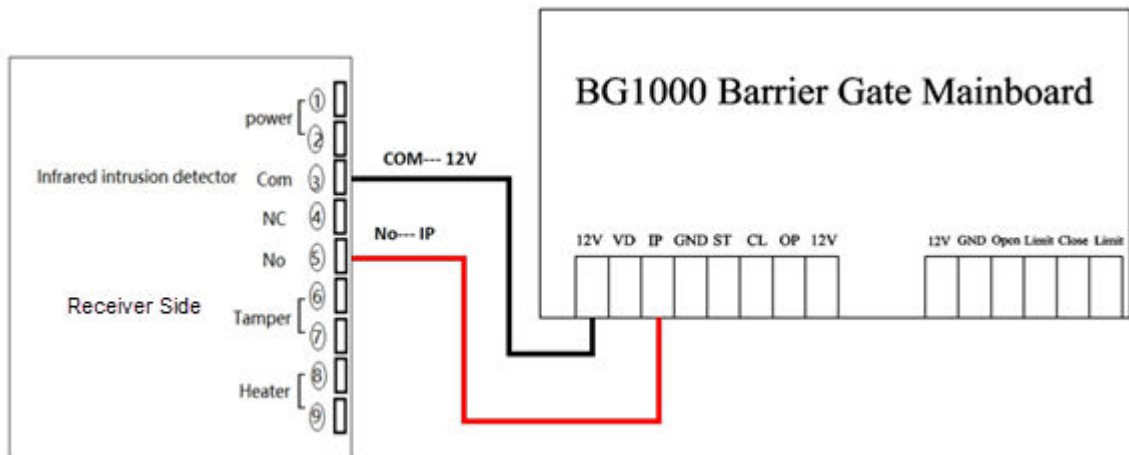 BG1000 Barrier Gate Mainboard
power
①
②
COM--- 12V
Infrared intrusion detector Com ③
NC ④
No--- IP
No ⑤
12V VD IP GND ST CL OP 12V
12V GND Open Limit Close Limit
Receiver Side
Tamper
⑥
⑦
Heater
⑧
⑨